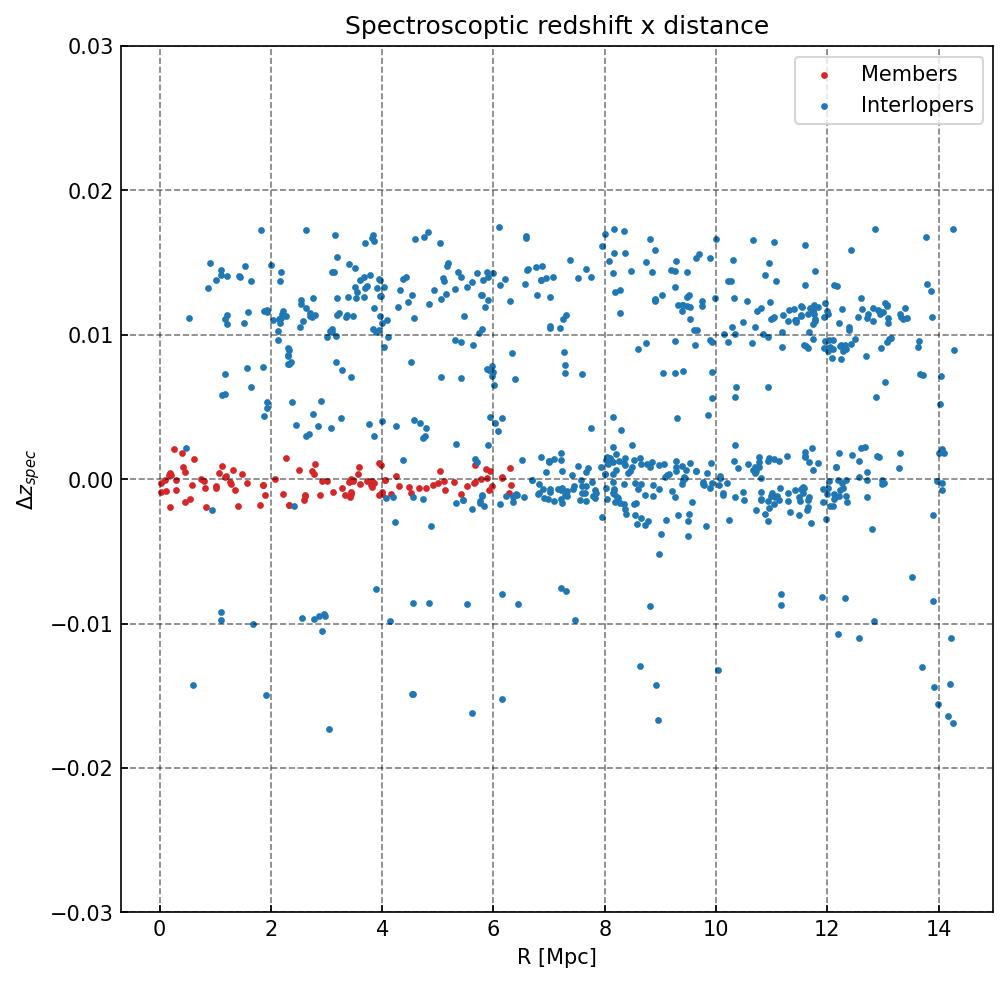 Spectroscoptic redshift x distance
Members
Interlopers
0.03
0.02
0.01
0.00
−0.01
−0.02
−0.03
Δz_spec
0 2 4 6 8 10 12 14
R [Mpc]